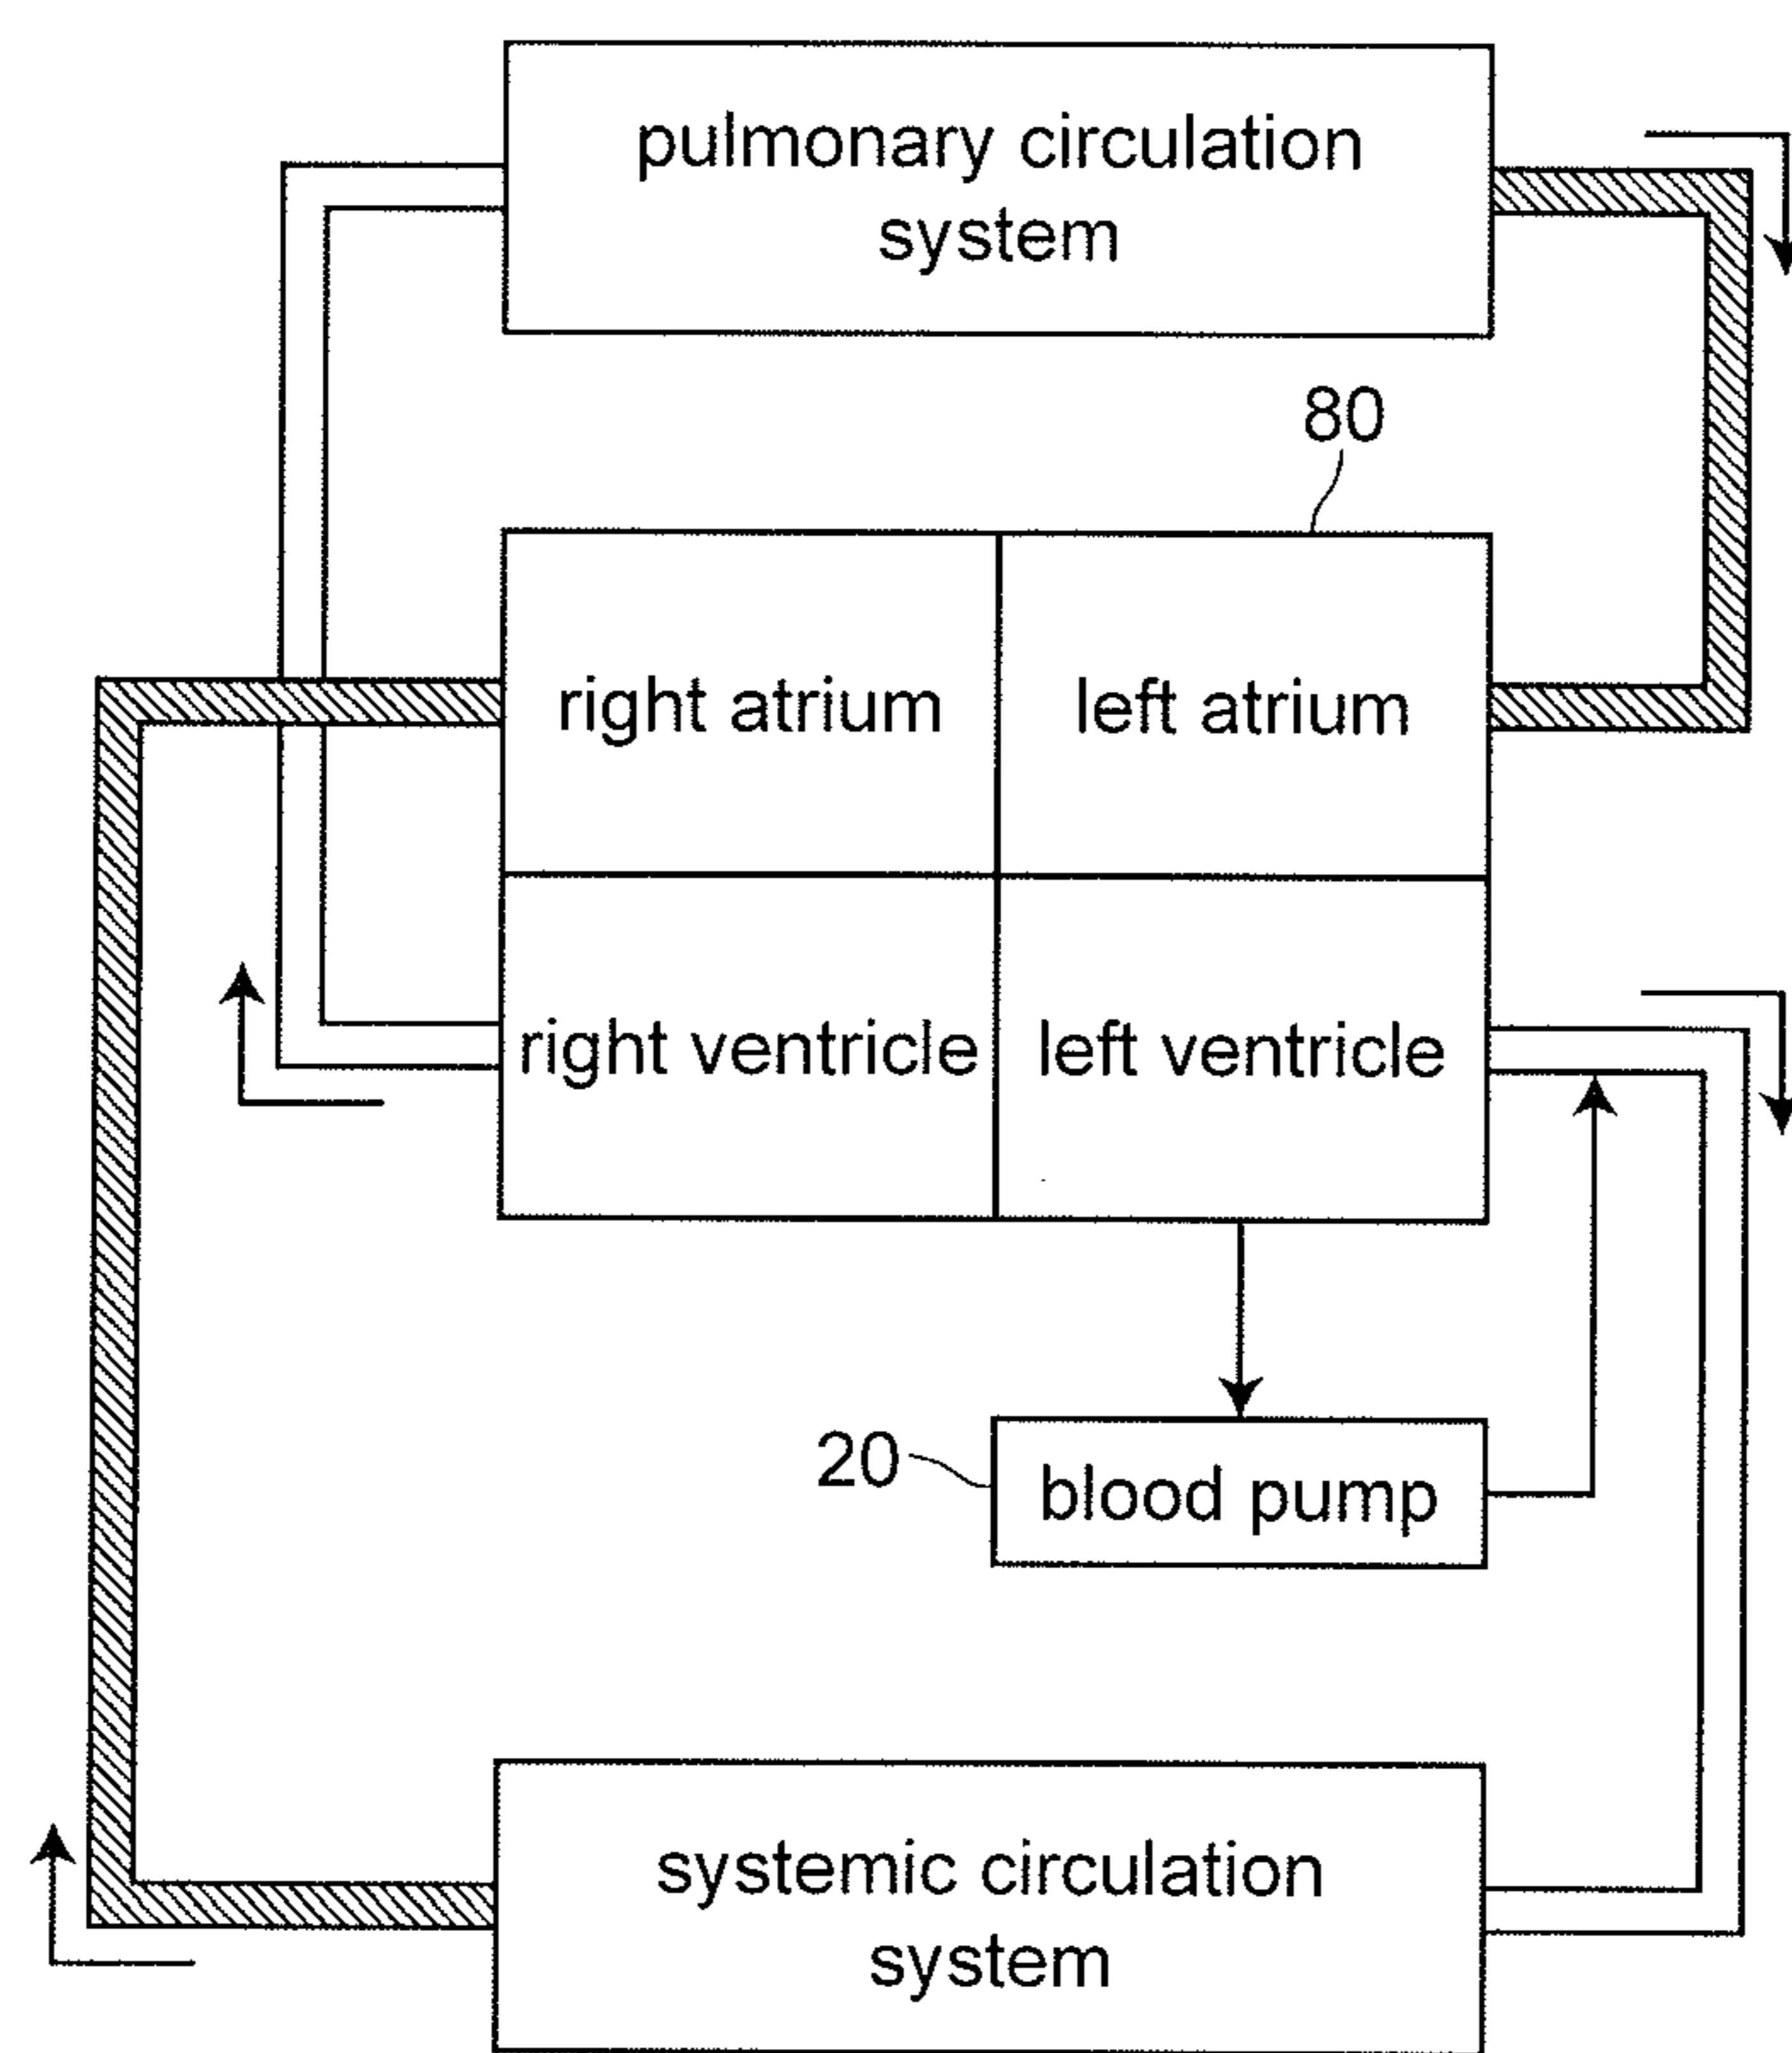 pulmonary circulation
system
80
right atrium
left atrium
right ventricle
left ventricle
20
blood pump
systemic circulation
system